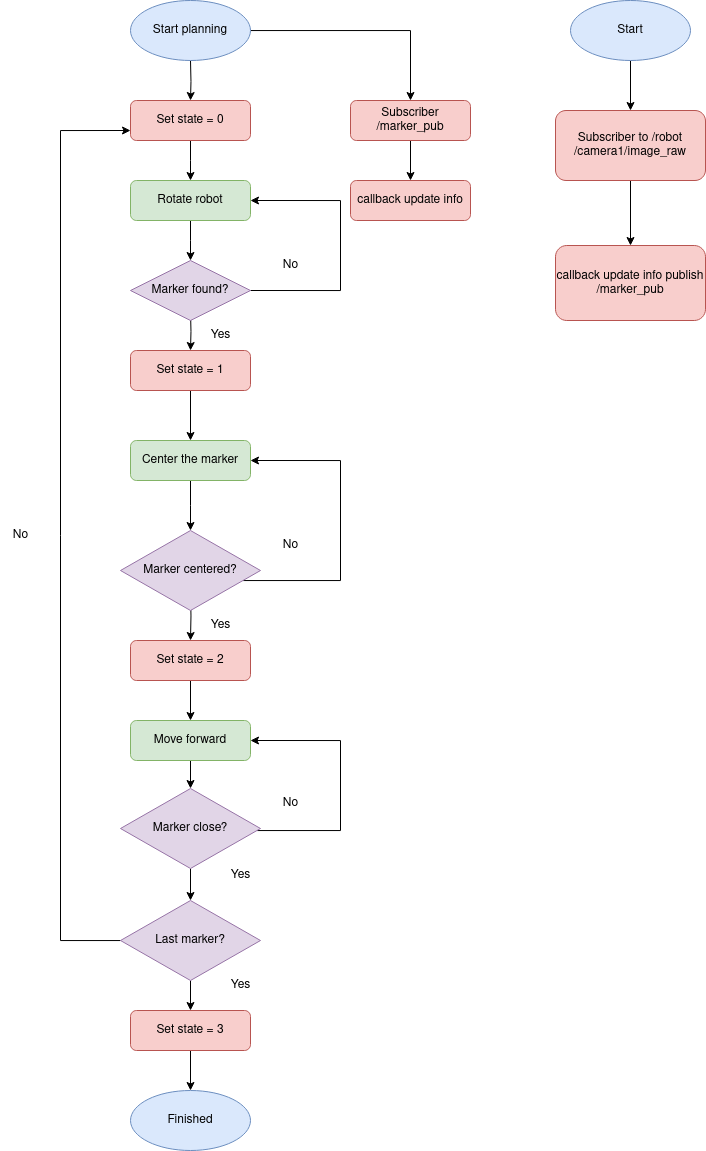 Start planning
Start
Set state = 0
Subscriber
/marker_pub
Subscriber to /robot
/camera1/image_raw
Rotate robot
callback update info
No
Marker found?
callback update info publish
/marker_pub
Yes
Set state = 1
Center the marker
No
No
Marker centered?
Yes
Set state = 2
Move forward
No
Marker close?
Yes
Last marker?
Yes
Set state = 3
Finished